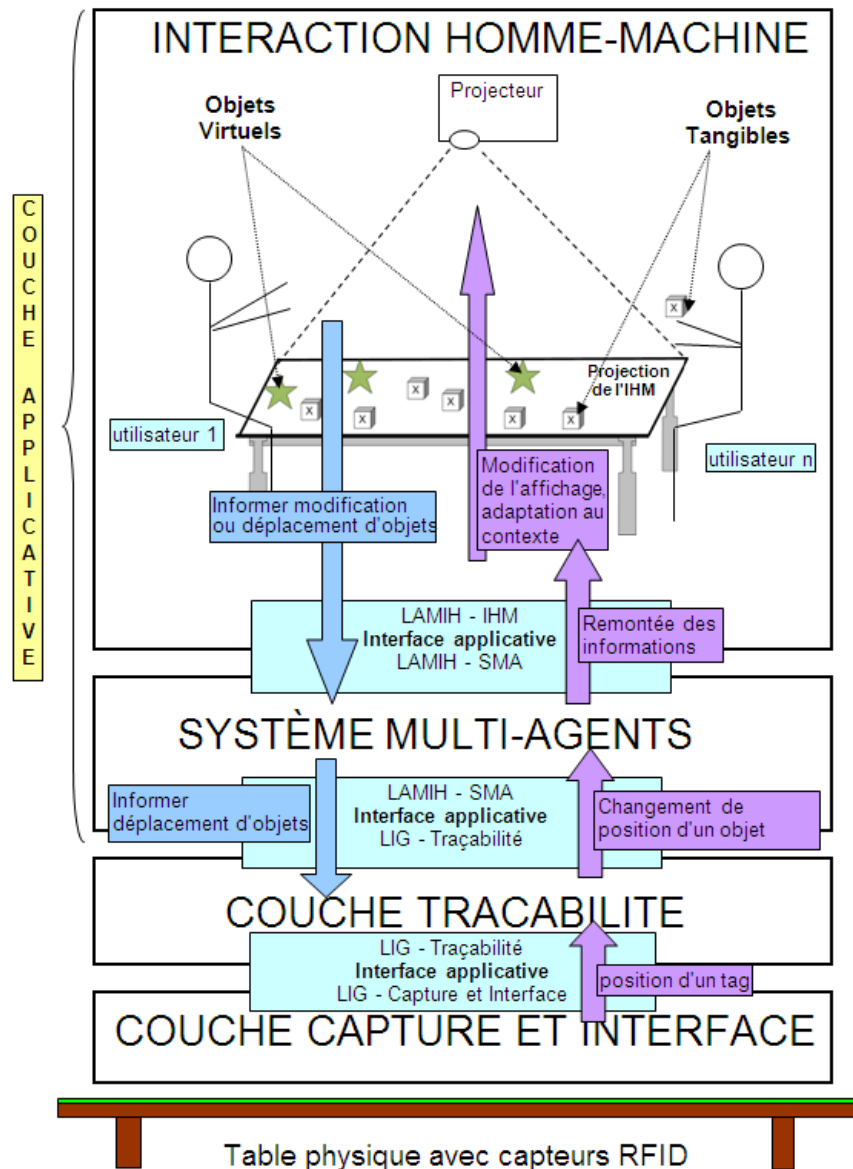 INTERACTION HOMME-MACHINE
Projecteur
Objets
Virtuels
Objets
Tangibles
COUCHE APPLICATIVE
X
Projection
de l'IHM
X
X
X
X
X
X
utilisateur 1
utilisateur n
Informer modification
ou déplacement d'objets
Modification
de l'affichage,
adaptation au
contexte
LAMIH - IHM
Interface applicative
LAMIH - SMA
Remontée des
informations
SYSTÈME MULTI-AGENTS
Informer
déplacement d'objets
LAMIH - SMA
Interface applicative
LIG - Traçabilité
Changement de
position d'un objet
COUCHE TRACABILITE
LIG - Traçabilité
Interface applicative
LIG - Capture et Interface
position d'un tag
COUCHE CAPTURE ET INTERFACE
Table physique avec capteurs RFID